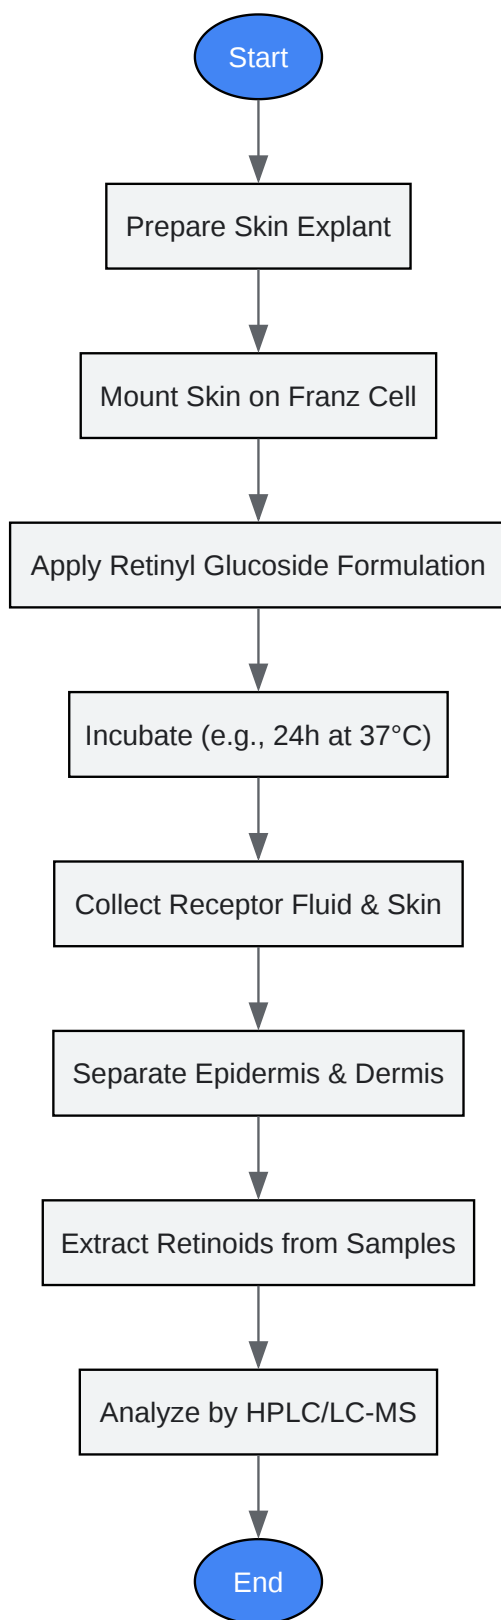 Start
Prepare Skin Explant
Mount Skin on Franz Cell
Apply Retinyl Glucoside Formulation
Incubate (e.g., 24h at 37°C)
Collect Receptor Fluid & Skin
Separate Epidermis & Dermis
Extract Retinoids from Samples
Analyze by HPLC/LC-MS
End